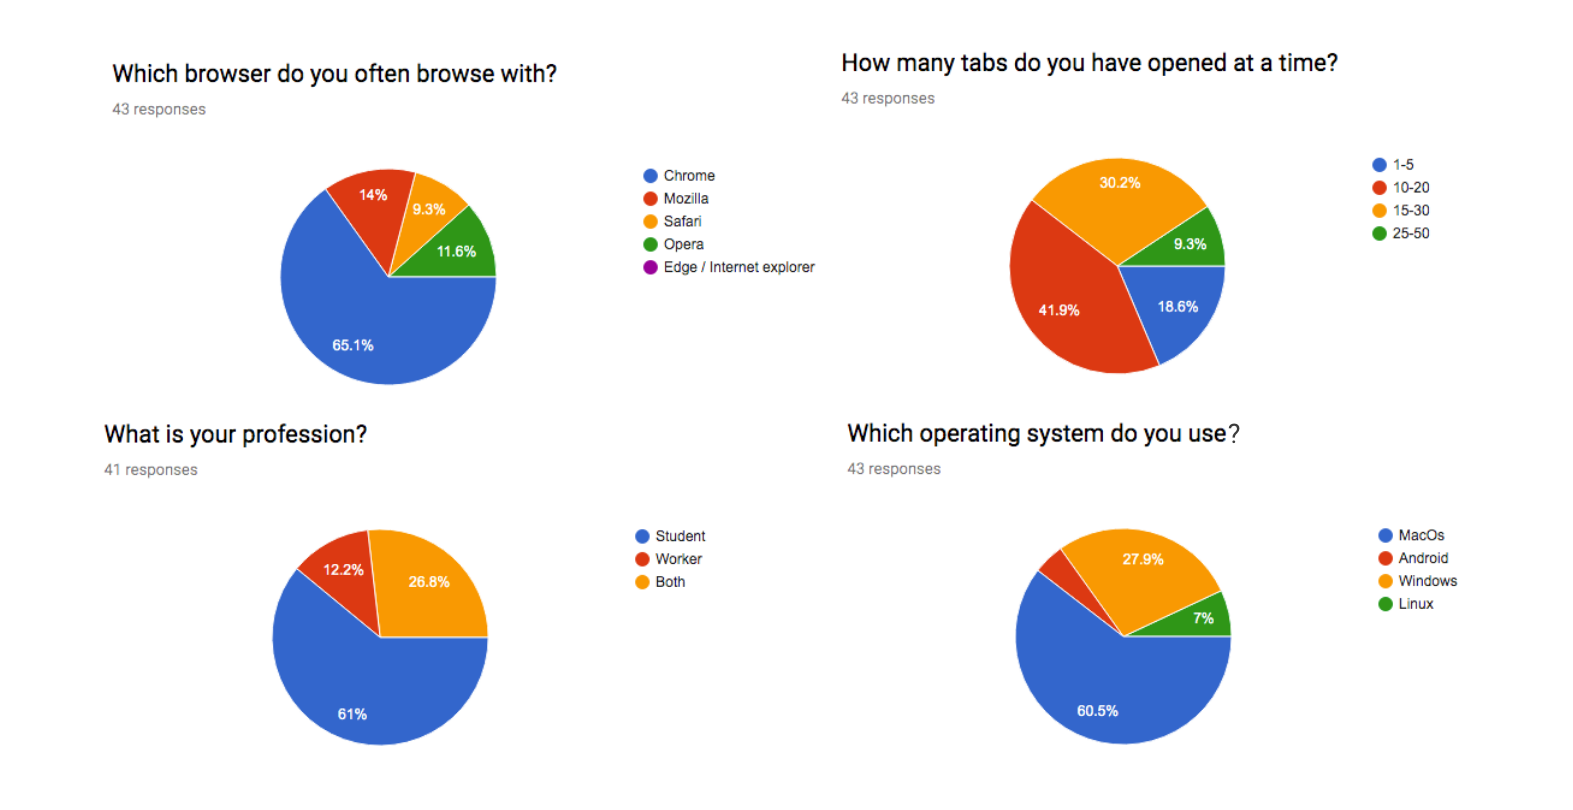 Which browser do you often browse with?
43 responses
Chrome
Mozilla
Safari
Opera
Edge / Internet explorer
14%
9.3%
11.6%
65.1%
How many tabs do you have opened at a time?
43 responses
1-5
10-20
15-30
25-50
30.2%
9.3%
41.9%
18.6%
What is your profession?
41 responses
Student
Worker
Both
12.2%
26.8%
61%
Which operating system do you use?
43 responses
MacOs
Android
Windows
Linux
27.9%
7%
60.5%